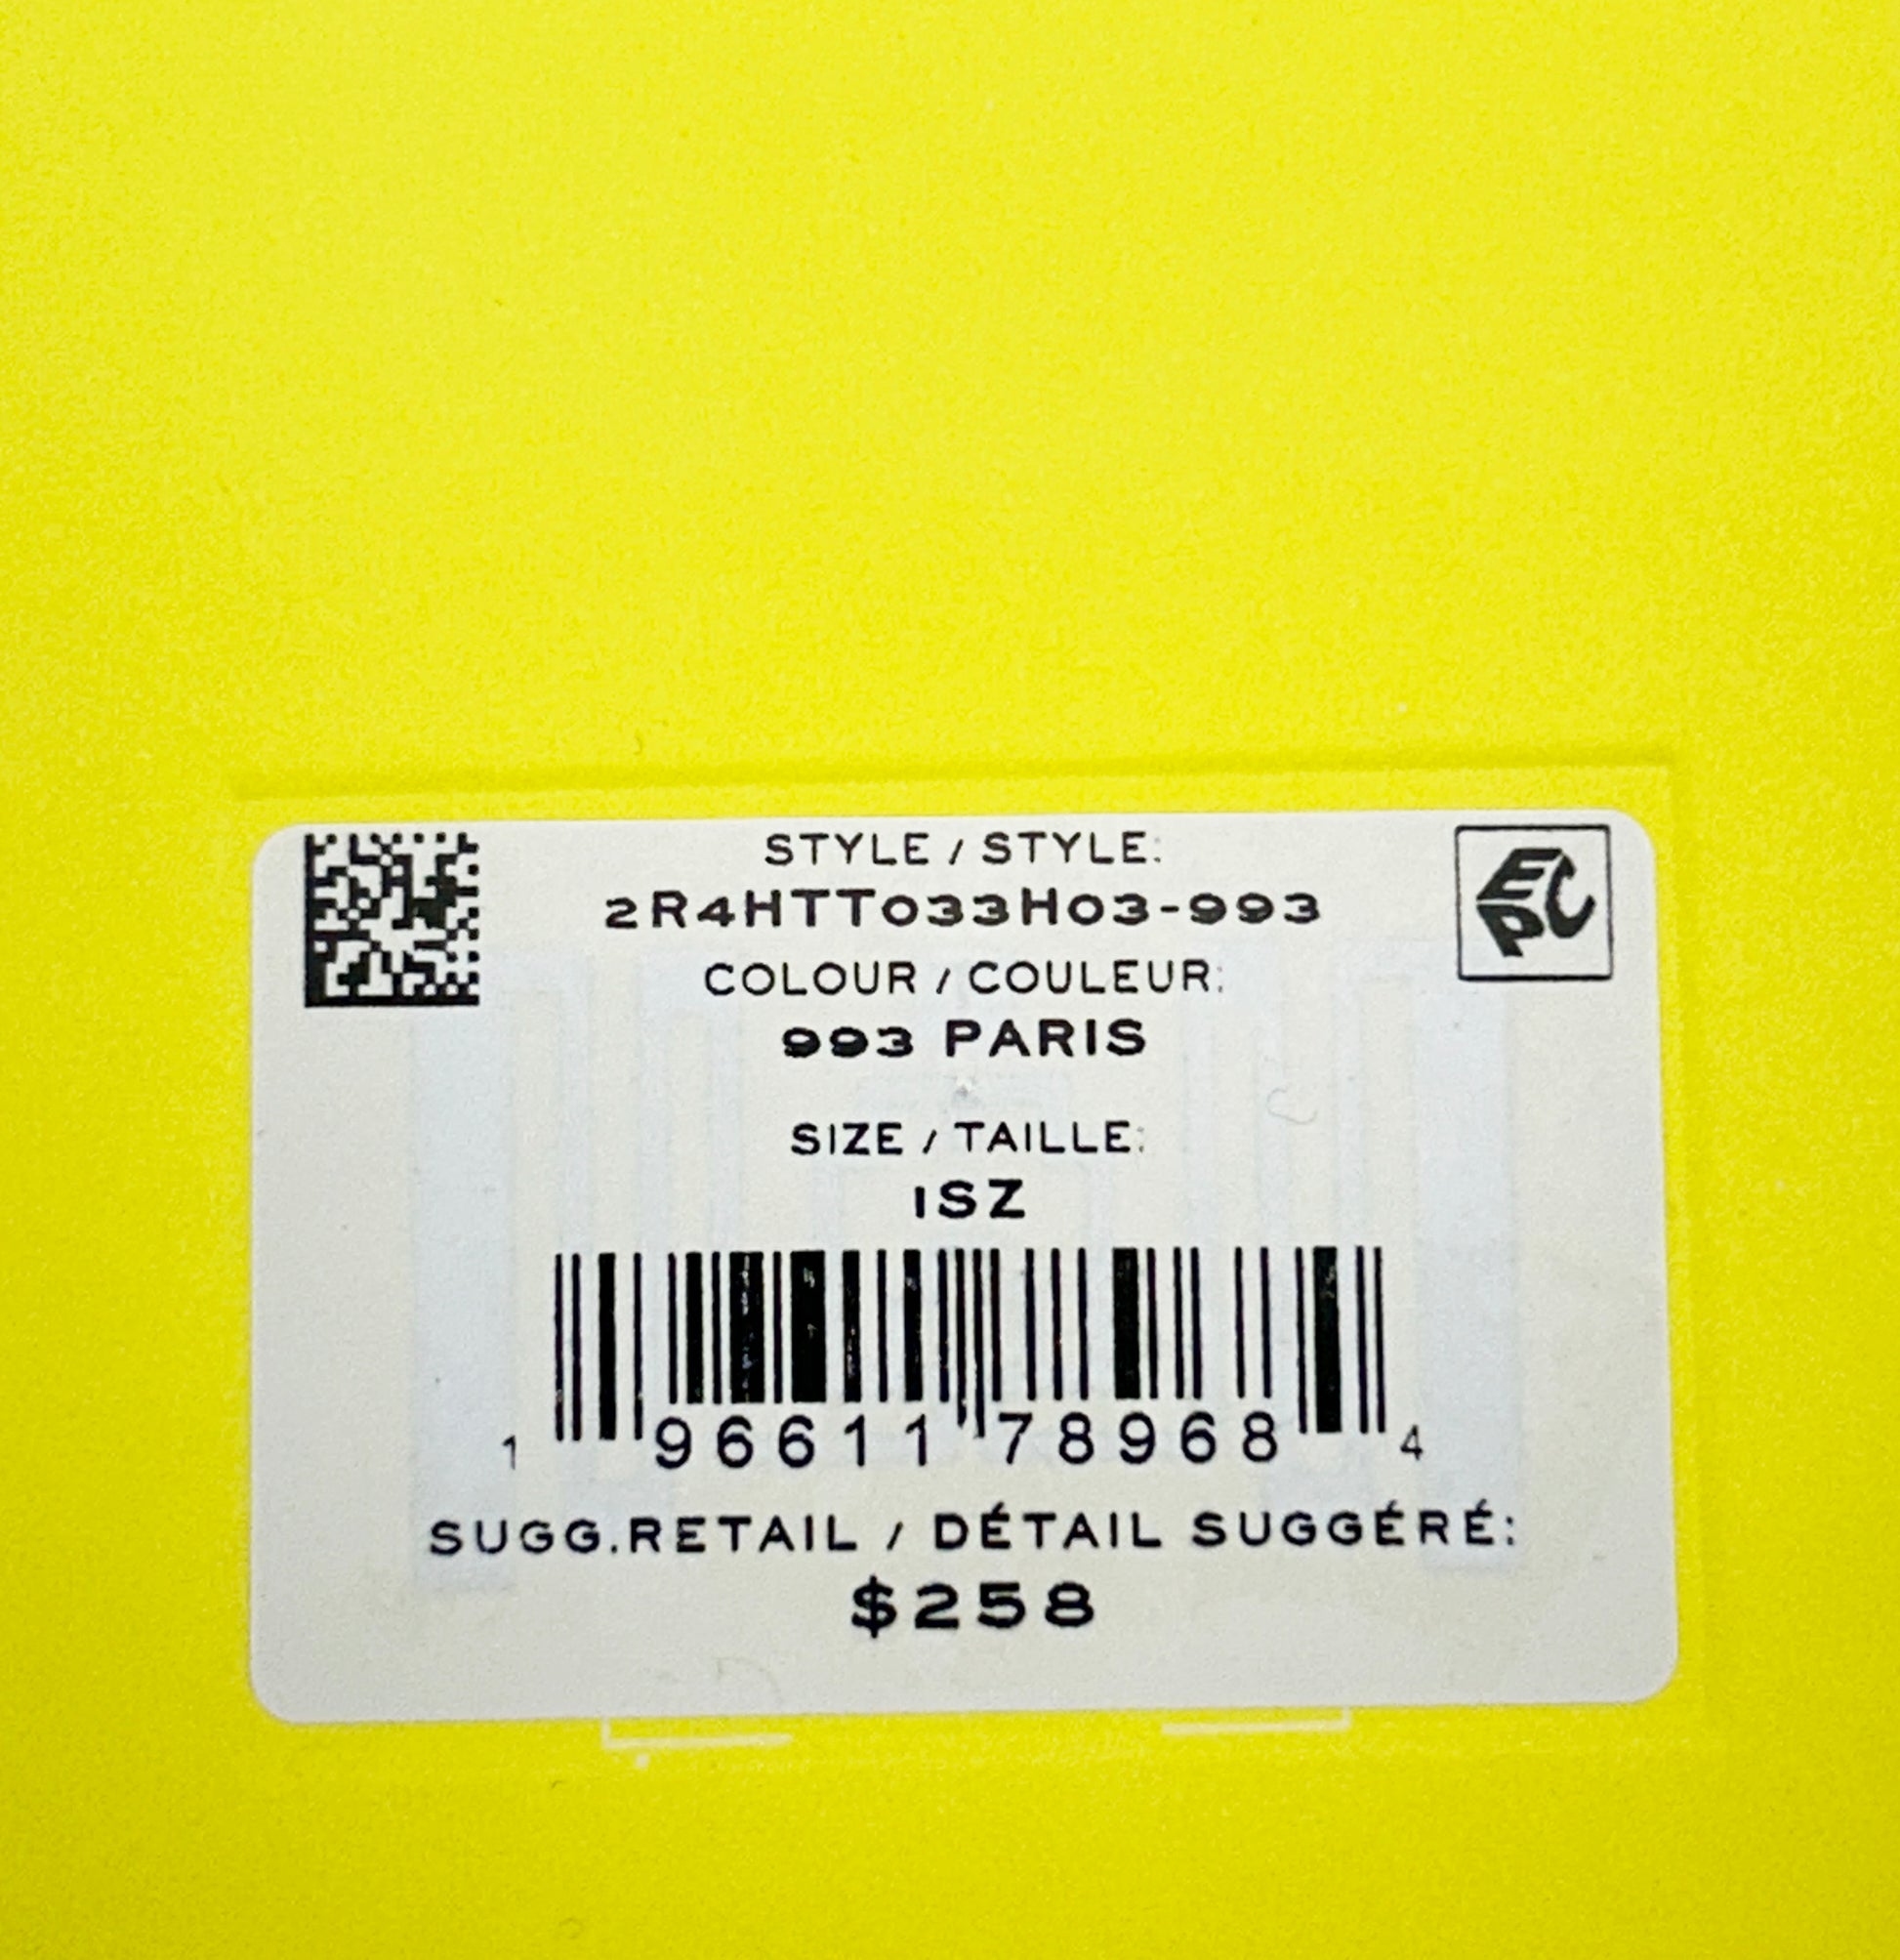 STYLE / STYLE:
2R4HTT033H03-993
EPC
COLOUR / COULEUR:
993 PARIS
SIZE / TAILLE:
1SZ
1 96611 78968 4
SUGG.RETAIL / DÉTAIL SUGGÉRÉ:
$258